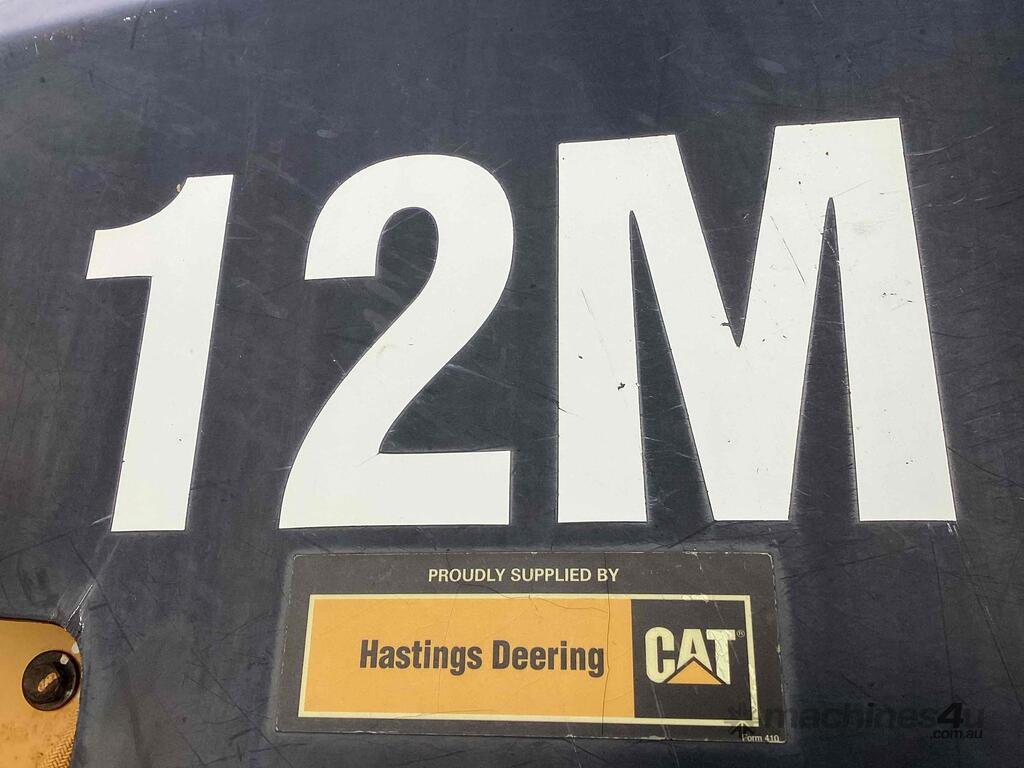 12M
PROUDLY SUPPLIED BY
Hastings Deering
CAT®
Form 410
machines4u
.com.au